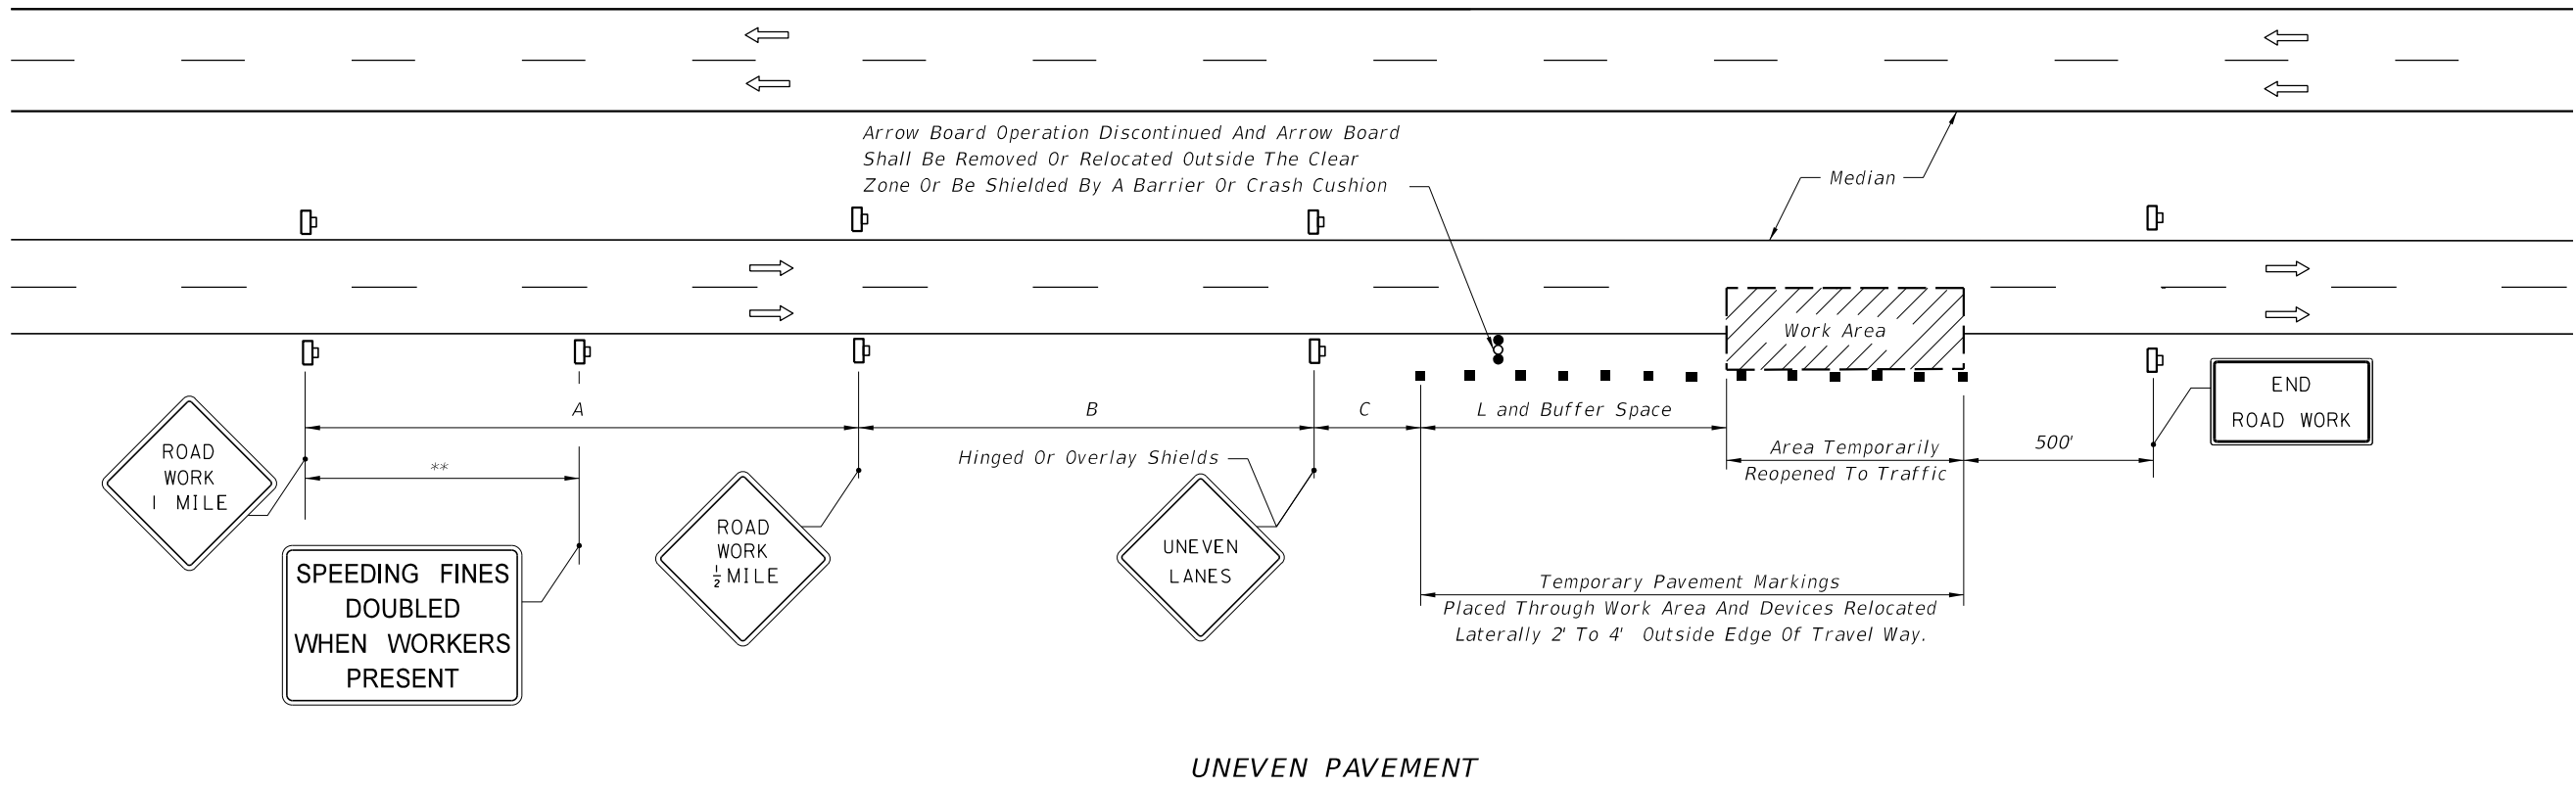 Arrow Board Operation Discontinued And Arrow Board
Shall Be Removed Or Relocated Outside The Clear
Zone Or Be Shielded By A Barrier Or Crash Cushion
Median
Work Area
A
B
C
L and Buffer Space
**
Hinged Or Overlay Shields
Area Temporarily
Reopened To Traffic
500'
END
ROAD WORK
ROAD
WORK
1 MILE
SPEEDING FINES
DOUBLED
WHEN WORKERS
PRESENT
ROAD
WORK
½ MILE
UNEVEN
LANES
Temporary Pavement Markings
Placed Through Work Area And Devices Relocated
Laterally 2' To 4' Outside Edge Of Travel Way.
UNEVEN PAVEMENT